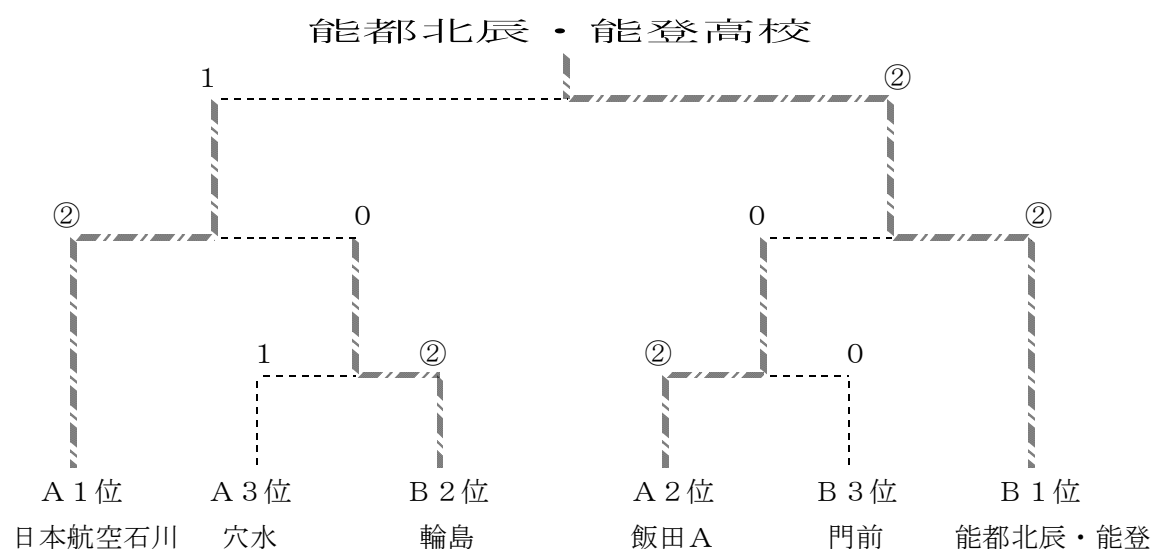 能都北辰・能登高校
1 ②
② 0 0 ②
1 ② ② 0
A1位 A3位 B2位 A2位 B3位 B1位
日本航空石川 穴水 輪島 飯田A 門前 能都北辰・能登